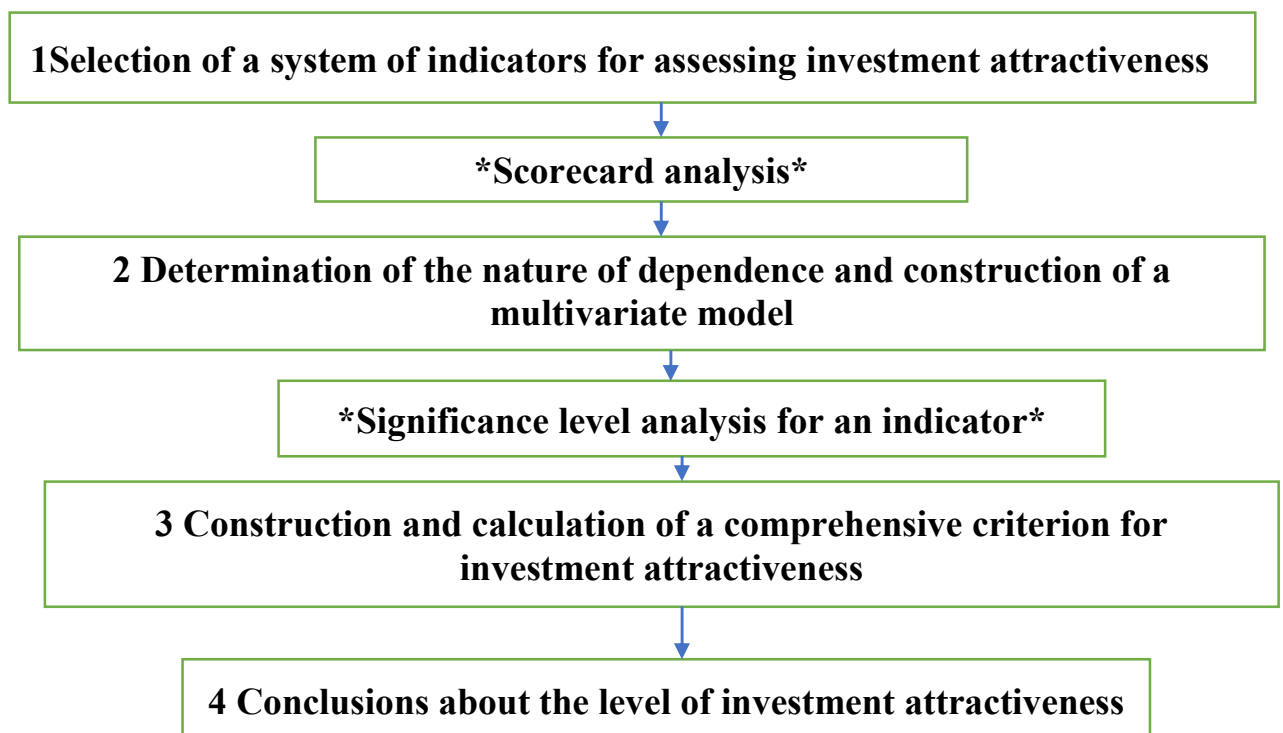 1Selection of a system of indicators for assessing investment attractiveness
*Scorecard analysis*
2 Determination of the nature of dependence and construction of a
multivariate model
*Significance level analysis for an indicator*
3 Construction and calculation of a comprehensive criterion for
investment attractiveness
4 Conclusions about the level of investment attractiveness